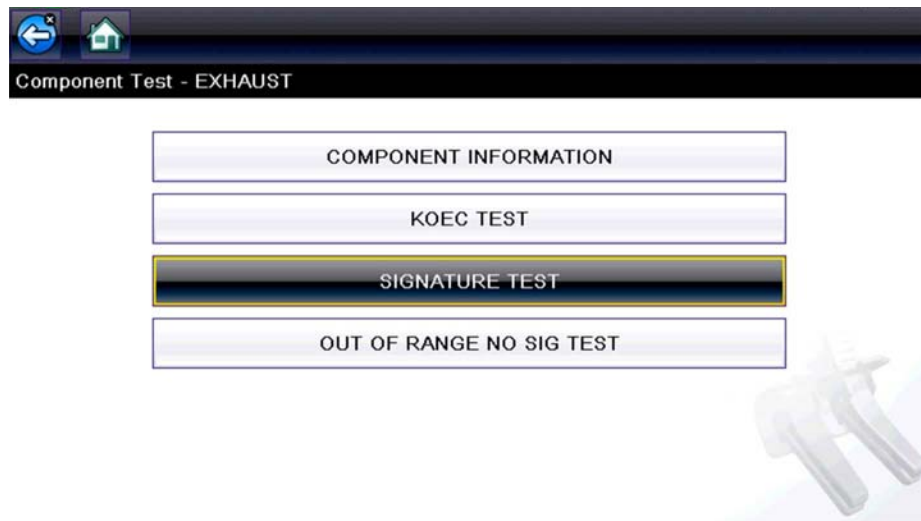 Component Test - EXHAUST
COMPONENT INFORMATION
KOEC TEST
SIGNATURE TEST
OUT OF RANGE NO SIG TEST